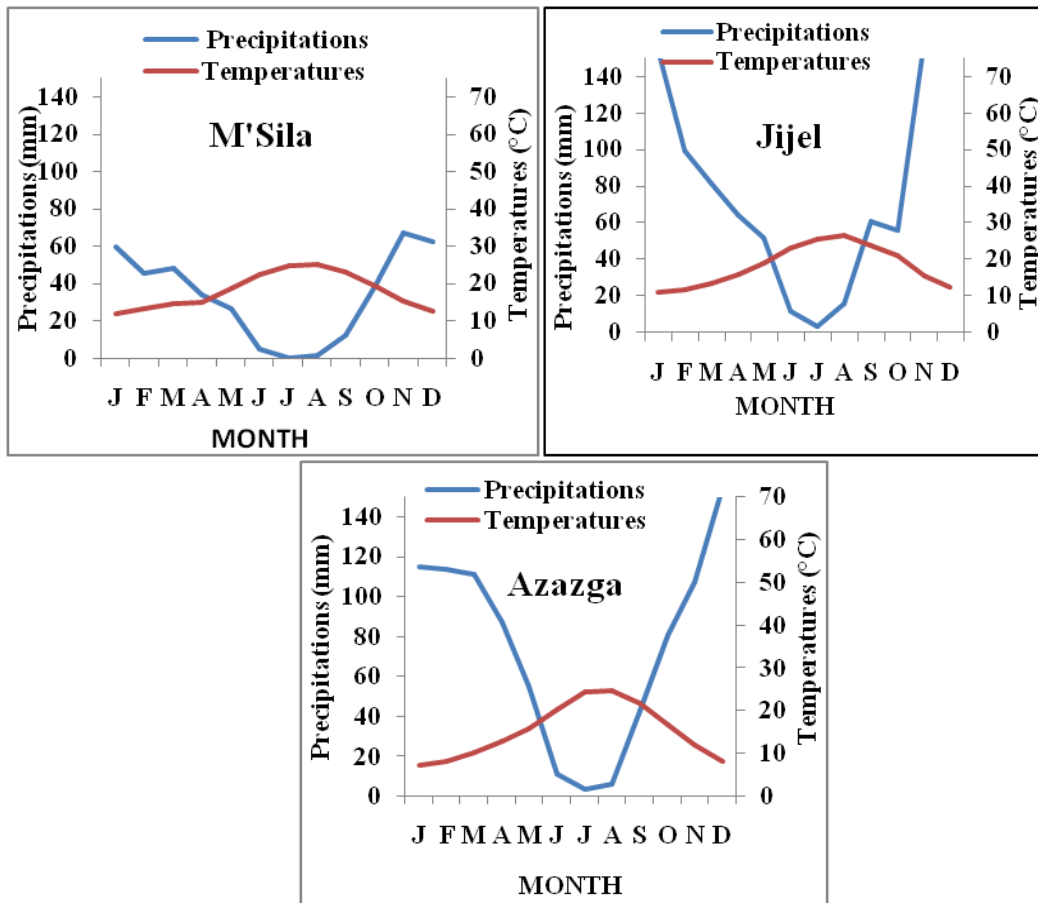 Precipitations
Temperatures
M'Sila
Precipitations (mm)
140
120
100
80
60
40
20
0
70
60
50
40
30
20
10
0
Temperatures (°C)
J F M A M J J A S O N D
MONTH
Precipitations
Temperatures
Jijel
Precipitations (mm)
140
120
100
80
60
40
20
0
70
60
50
40
30
20
10
0
Temperatures (°C)
J F M A M J J A S O N D
MONTH
Precipitations
Temperatures
Azazga
Precipitations (mm)
140
120
100
80
60
40
20
0
70
60
50
40
30
20
10
0
Temperatures (°C)
J F M A M J J A S O N D
MONTH